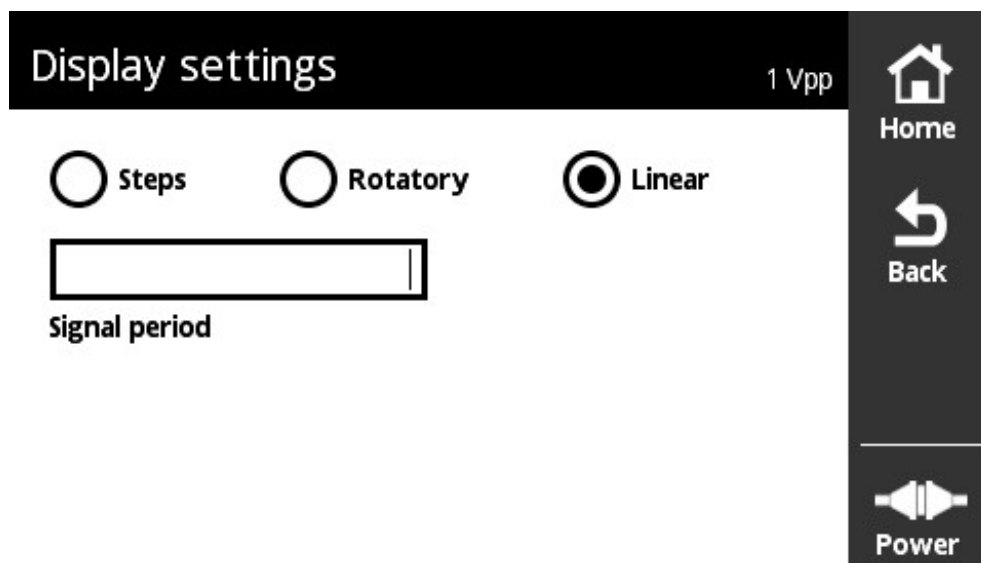 Display settings
1 Vpp
Home
Steps
Rotatory
Linear
Back
Signal period
Power